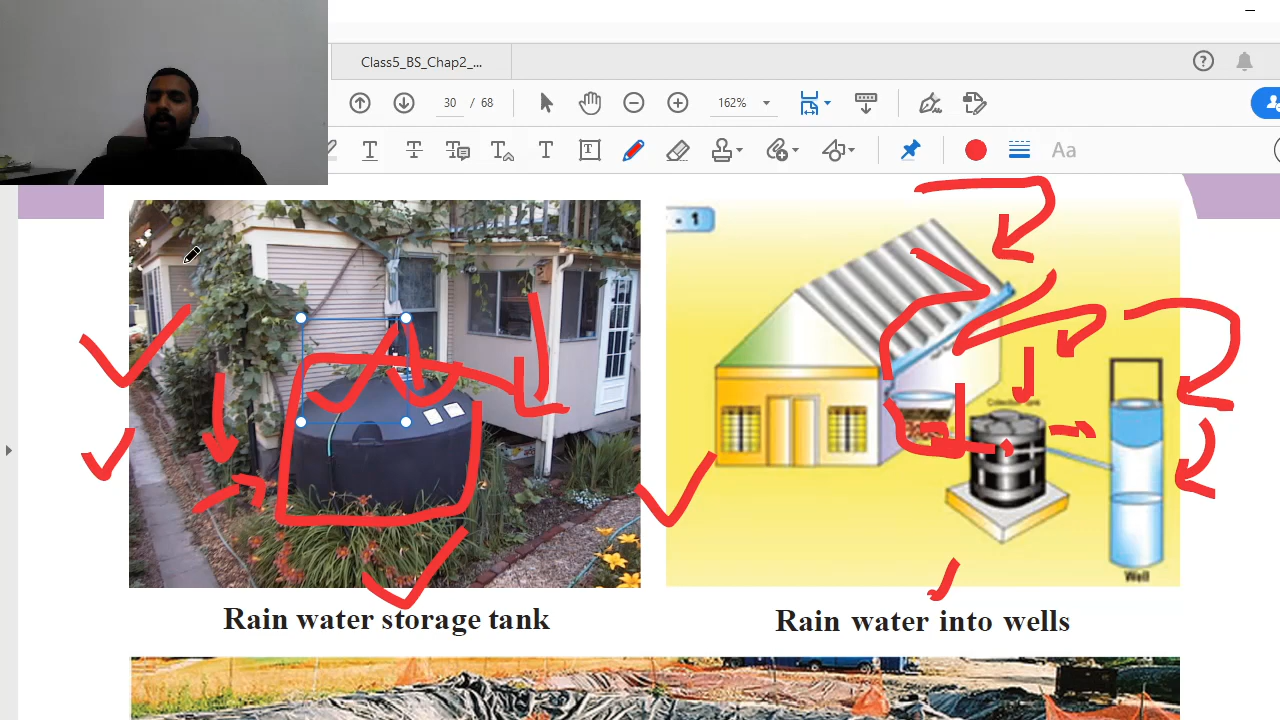 Class5_BS_Chap2_...
30 / 68
162%
Aa
- 1
Well
Rain water storage tank
Rain water into wells